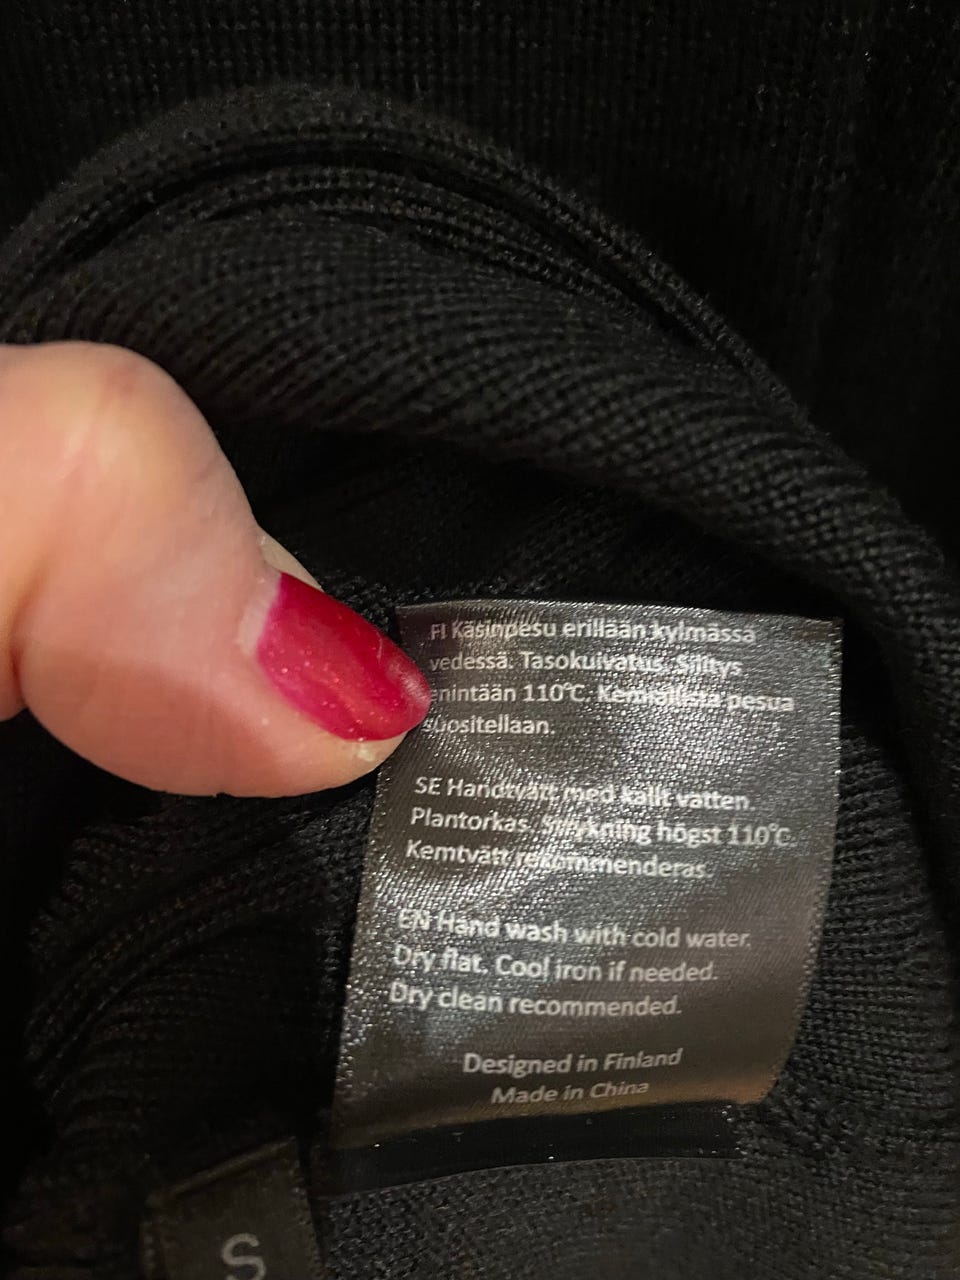 FI Käsinpesu erillään kylmässä
vedessä. Tasokuivatus. Silitys
enintään 110°C. Kemiallista pesua
suositellaan.
SE Handtvätt med kallt vatten
Plantorkas. Strykning högst 110°C.
Kemtvätt rekommenderas.
EN Hand wash with cold water.
Dry flat. Cool iron if needed.
Dry clean recommended.
Designed in Finland
Made in China
S